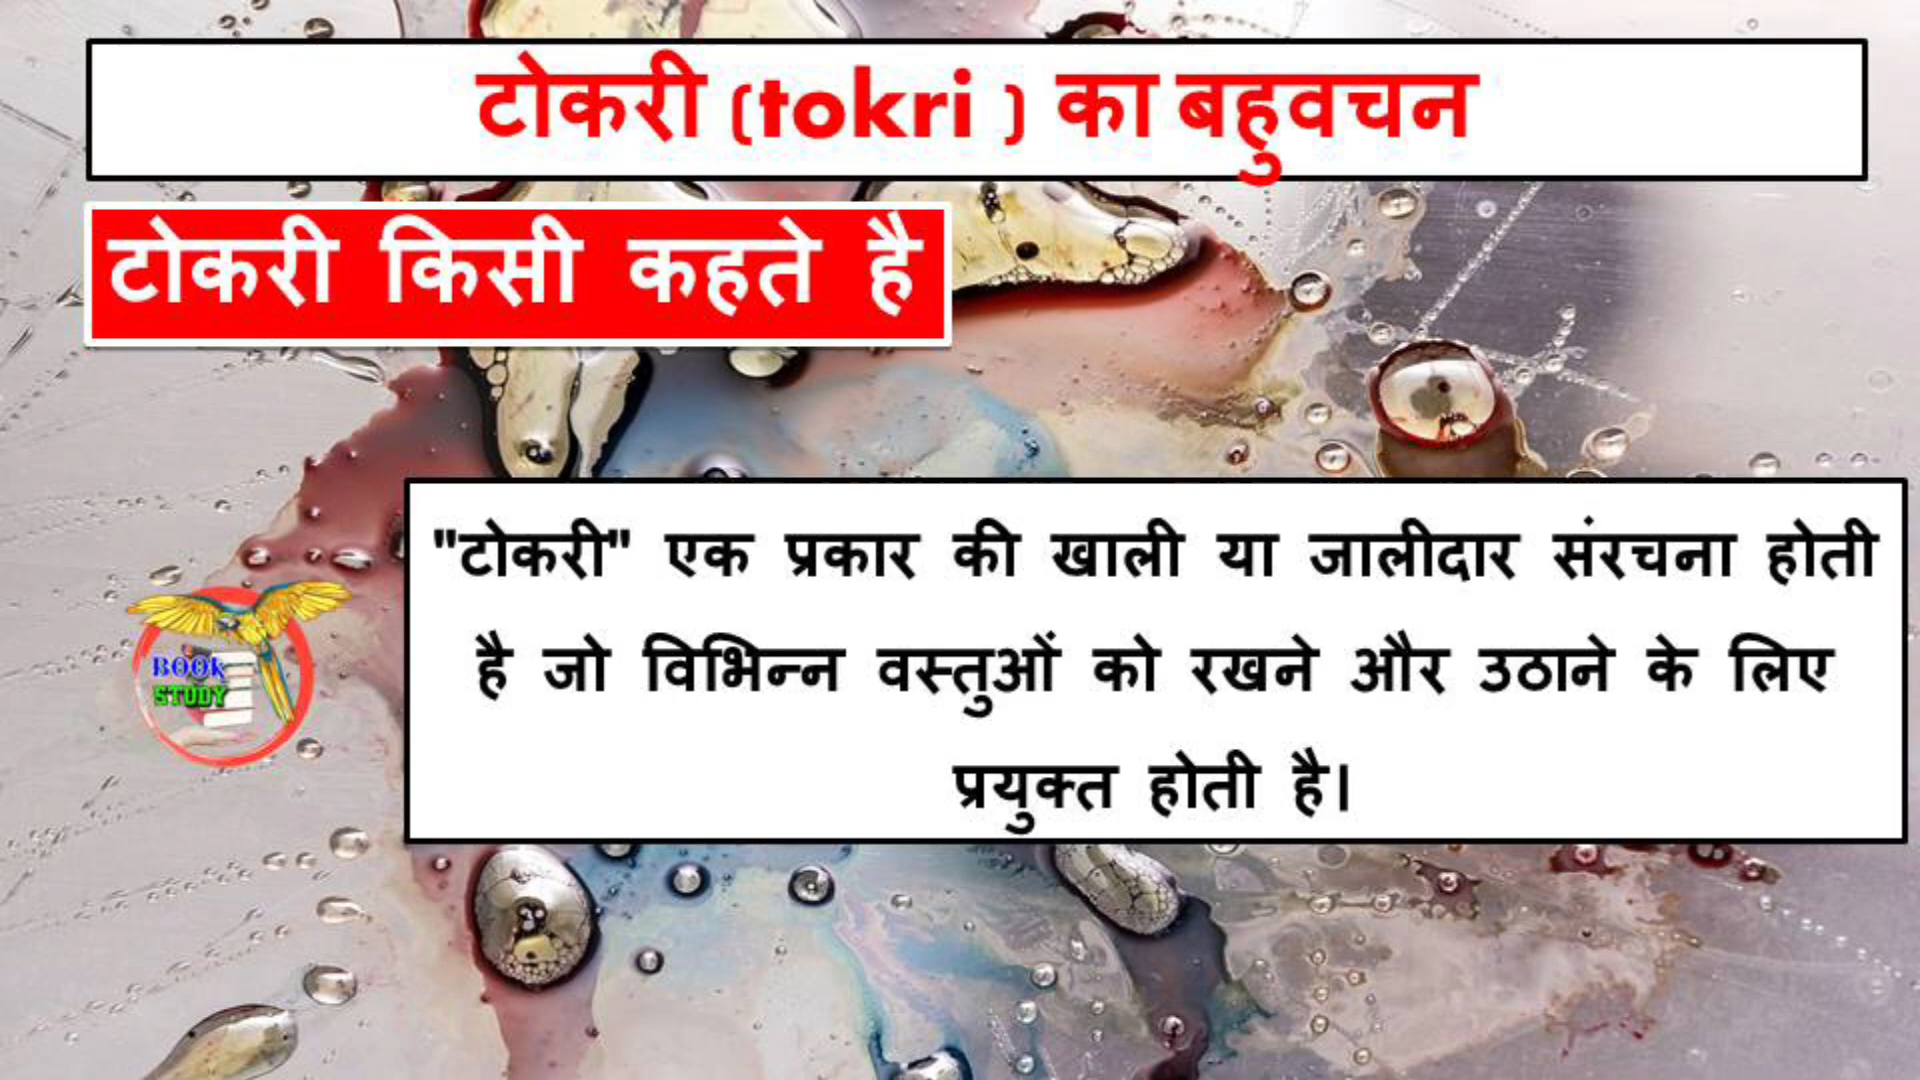 टोकरी (tokri ) का बहुवचन
टोकरी किसी कहते है
"टोकरी" एक प्रकार की खाली या जालीदार संरचना होती
है जो विभिन्न वस्तुओं को रखने और उठाने के लिए
प्रयुक्त होती है।
BOOK
STUDY